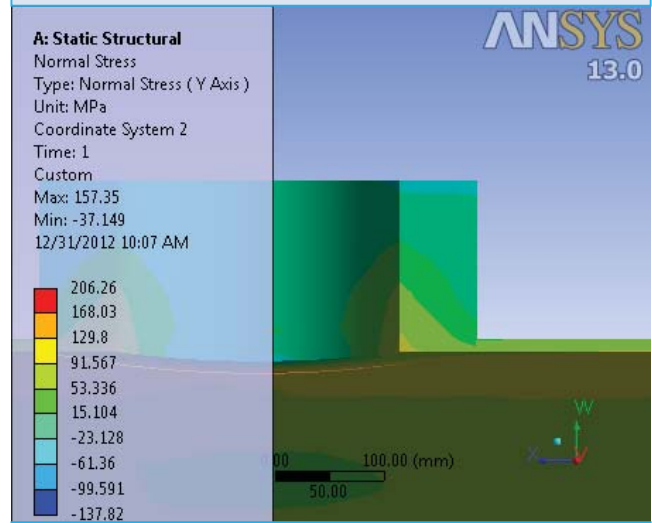 A: Static Structural
Normal Stress
Type: Normal Stress ( Y Axis )
Unit: MPa
Coordinate System 2
Time: 1
Custom
Max: 157.35
Min: -37.149
12/31/2012 10:07 AM
206.26
168.03
129.8
91.567
53.336
15.104
-23.128
-61.36
-99.591
-137.82
ANSYS
13.0
100.00 (mm)
50.00
W
X